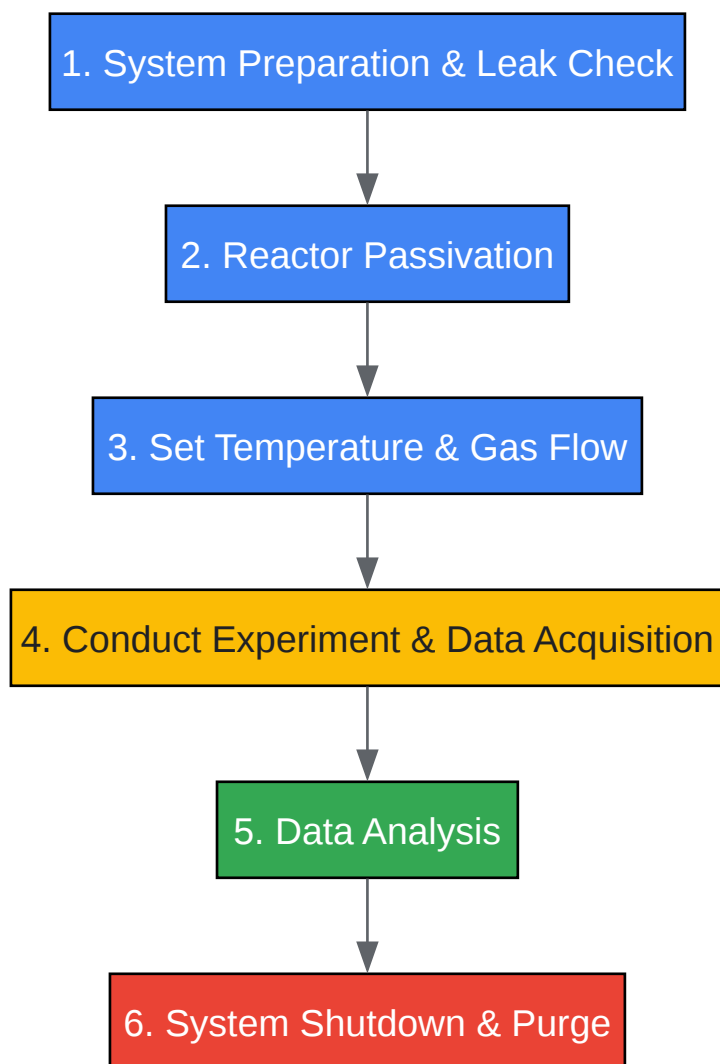 1. System Preparation & Leak Check
2. Reactor Passivation
3. Set Temperature & Gas Flow
4. Conduct Experiment & Data Acquisition
5. Data Analysis
6. System Shutdown & Purge